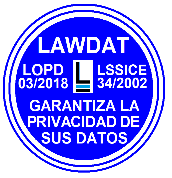 LAWDAT
LOPD L LSSICE
03/2018 34/2002
GARANTIZA LA
PRIVACIDAD DE
SUS DATOS